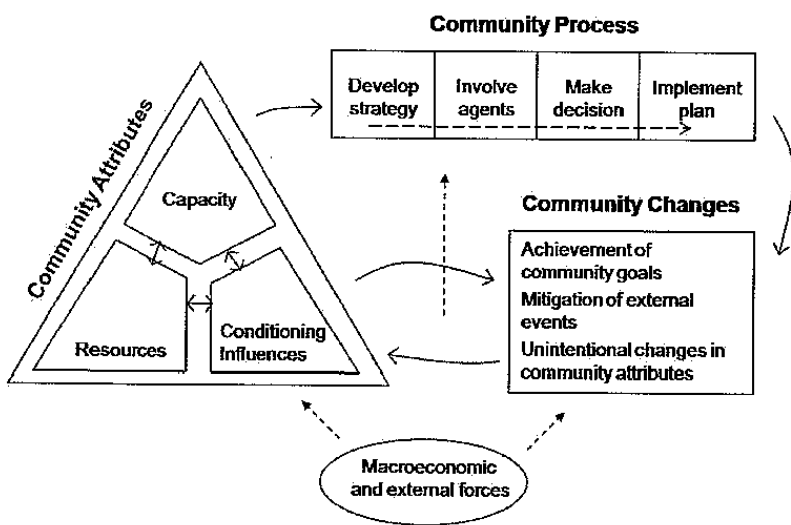 Community Process
Develop
strategy
Involve
agents
Make
decision
Implement
plan
Community Attributes
Capacity
Resources
Conditioning
Influences
Community Changes
Achievement of
community goals
Mitigation of external
events
Unintentional changes in
community attributes
Macroeconomic
and external forces